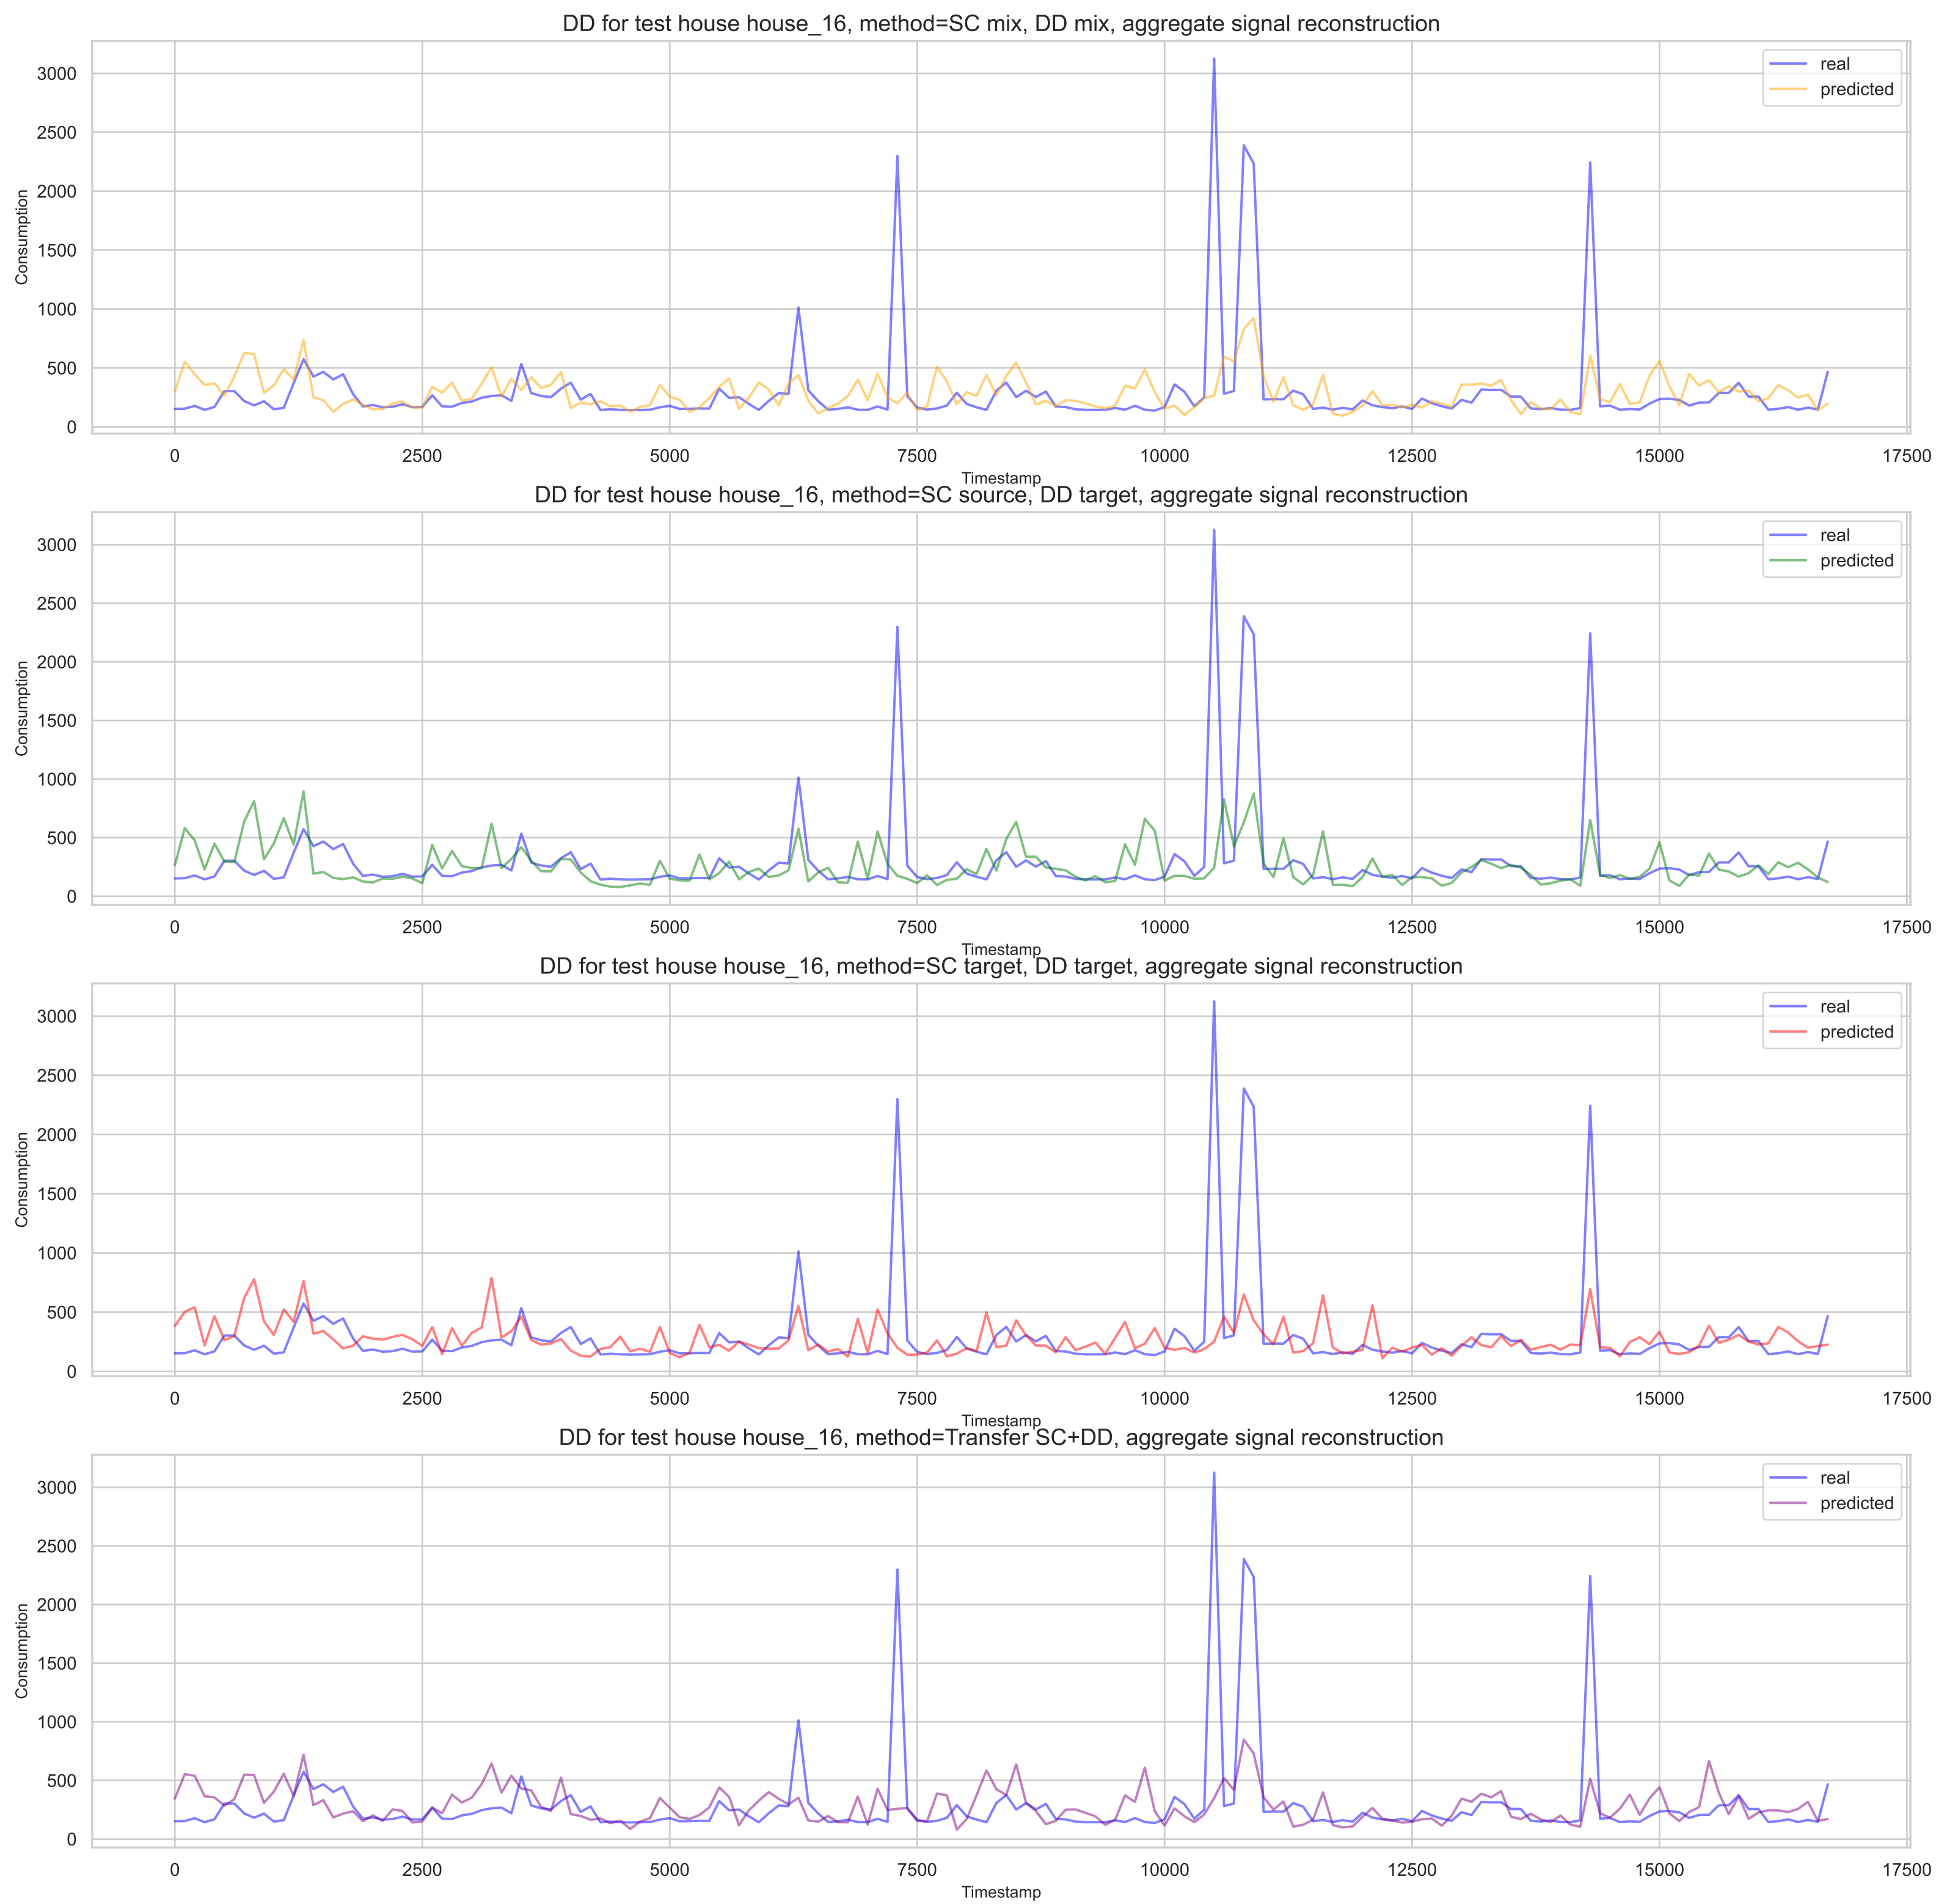 DD for test house house_16, method=SC mix, DD mix, aggregate signal reconstruction
real
predicted
Consumption
3000
2500
2000
1500
1000
500
0
0 2500 5000 7500 10000 12500 15000 17500
Timestamp
DD for test house house_16, method=SC source, DD target, aggregate signal reconstruction
real
predicted
Consumption
3000
2500
2000
1500
1000
500
0
0 2500 5000 7500 10000 12500 15000 17500
Timestamp
DD for test house house_16, method=SC target, DD target, aggregate signal reconstruction
real
predicted
Consumption
3000
2500
2000
1500
1000
500
0
0 2500 5000 7500 10000 12500 15000 17500
Timestamp
DD for test house house_16, method=Transfer SC+DD, aggregate signal reconstruction
real
predicted
Consumption
3000
2500
2000
1500
1000
500
0
0 2500 5000 7500 10000 12500 15000 17500
Timestamp